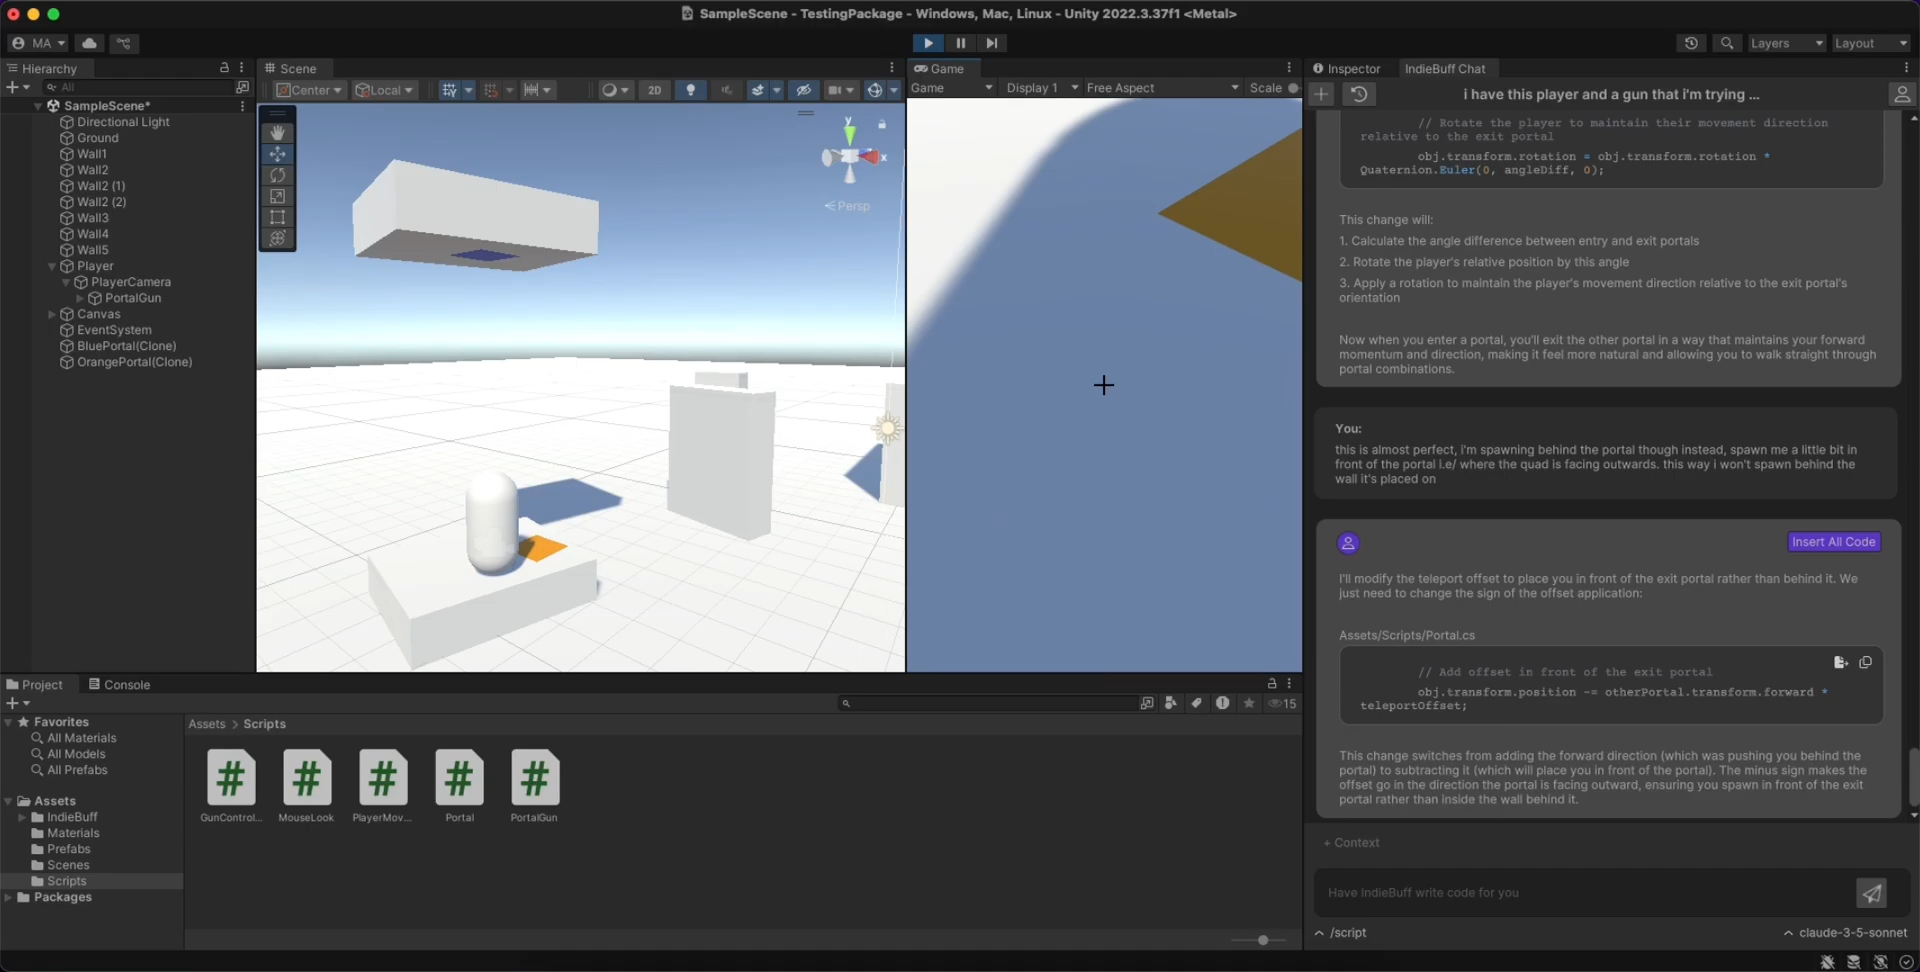 SampleScene - TestingPackage - Windows, Mac, Linux - Unity 2022.3.37f1 <Metal>
MA
Layers
Layout
Hierarchy
All
SampleScene*
Directional Light
Ground
Wall1
Wall2
Wall2 (1)
Wall2 (2)
Wall3
Wall4
Wall5
Player
PlayerCamera
PortalGun
Canvas
EventSystem
BluePortal(Clone)
OrangePortal(Clone)
Scene
Center
Local
2D
y
x
Persp
Game
Game
Display 1
Free Aspect
Scale
Inspector
IndieBuff Chat
i have this player and a gun that i'm trying ...
// Rotate the player to maintain their movement direction
relative to the exit portal
obj.transform.rotation = obj.transform.rotation *
Quaternion.Euler(0, angleDiff, 0);
This change will:
1. Calculate the angle difference between entry and exit portals
2. Rotate the player's relative position by this angle
3. Apply a rotation to maintain the player's movement direction relative to the exit portal's
orientation
Now when you enter a portal, you'll exit the other portal in a way that maintains your forward
momentum and direction, making it feel more natural and allowing you to walk straight through
portal combinations.
You:
this is almost perfect, i'm spawning behind the portal though instead, spawn me a little bit in
front of the portal i.e/ where the quad is facing outwards. this way i won't spawn behind the
wall it's placed on
Insert All Code
I'll modify the teleport offset to place you in front of the exit portal rather than behind it. We
just need to change the sign of the offset application:
Assets/Scripts/Portal.cs
// Add offset in front of the exit portal
obj.transform.position -= otherPortal.transform.forward *
teleportOffset;
This change switches from adding the forward direction (which was pushing you behind the
portal) to subtracting it (which will place you in front of the portal). The minus sign makes the
offset go in the direction the portal is facing outward, ensuring you spawn in front of the exit
portal rather than inside the wall behind it.
+ Context
Have IndieBuff write code for you
/script
claude-3-5-sonnet
Project
Console
15
Favorites
All Materials
All Models
All Prefabs
Assets
IndieBuff
Materials
Prefabs
Scenes
Scripts
Packages
Assets > Scripts
GunControl...
MouseLook
PlayerMov...
Portal
PortalGun